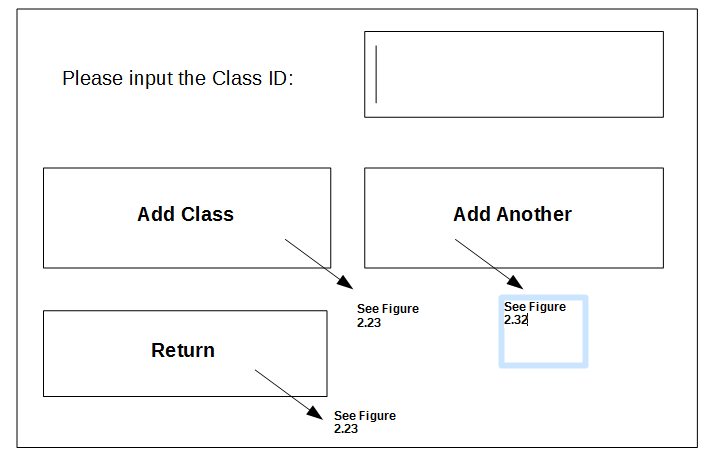 Please input the Class ID:
Add Class
Add Another
See Figure
2.23
See Figure
2.32
Return
See Figure
2.23